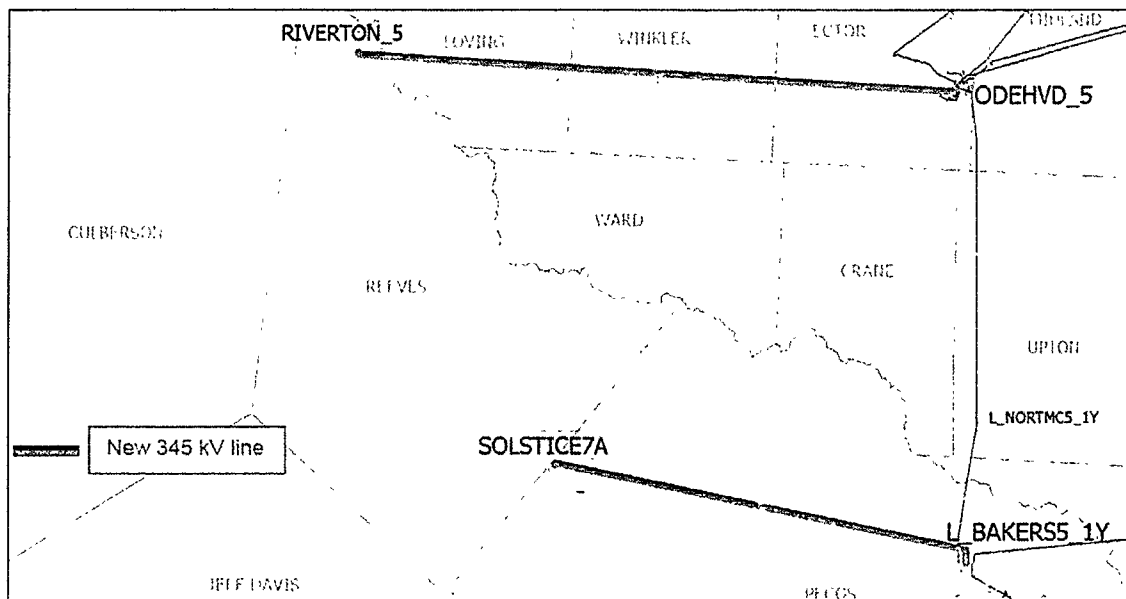 RIVERTON_5
LOVING
WINKLER
ECTOR
MIDLAND
ODEHVD_5
CULBERSON
WARD
REEVES
CRANE
UPTON
L_NORTMC5_1Y
New 345 kV line
SOLSTICE7A
L_BAKERS5_1Y
JEFF DAVIS
PECOS